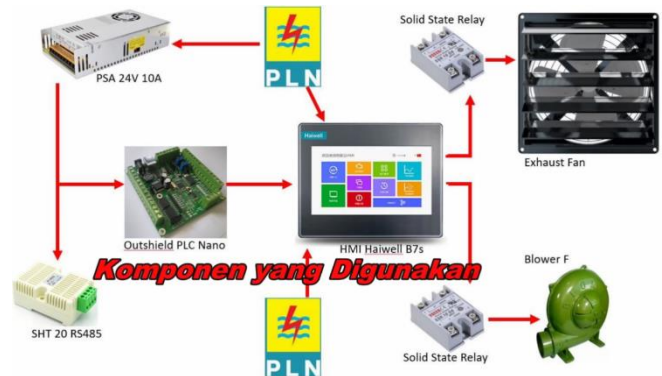 Solid State Relay
PLN
PSA 24V 10A
Haiwell
Exhaust Fan
Outshield PLC Nano
HMI Haiwell B7s
Komponen yang Digunakan
Blower F
SHT 20 RS485
PLN
Solid State Relay